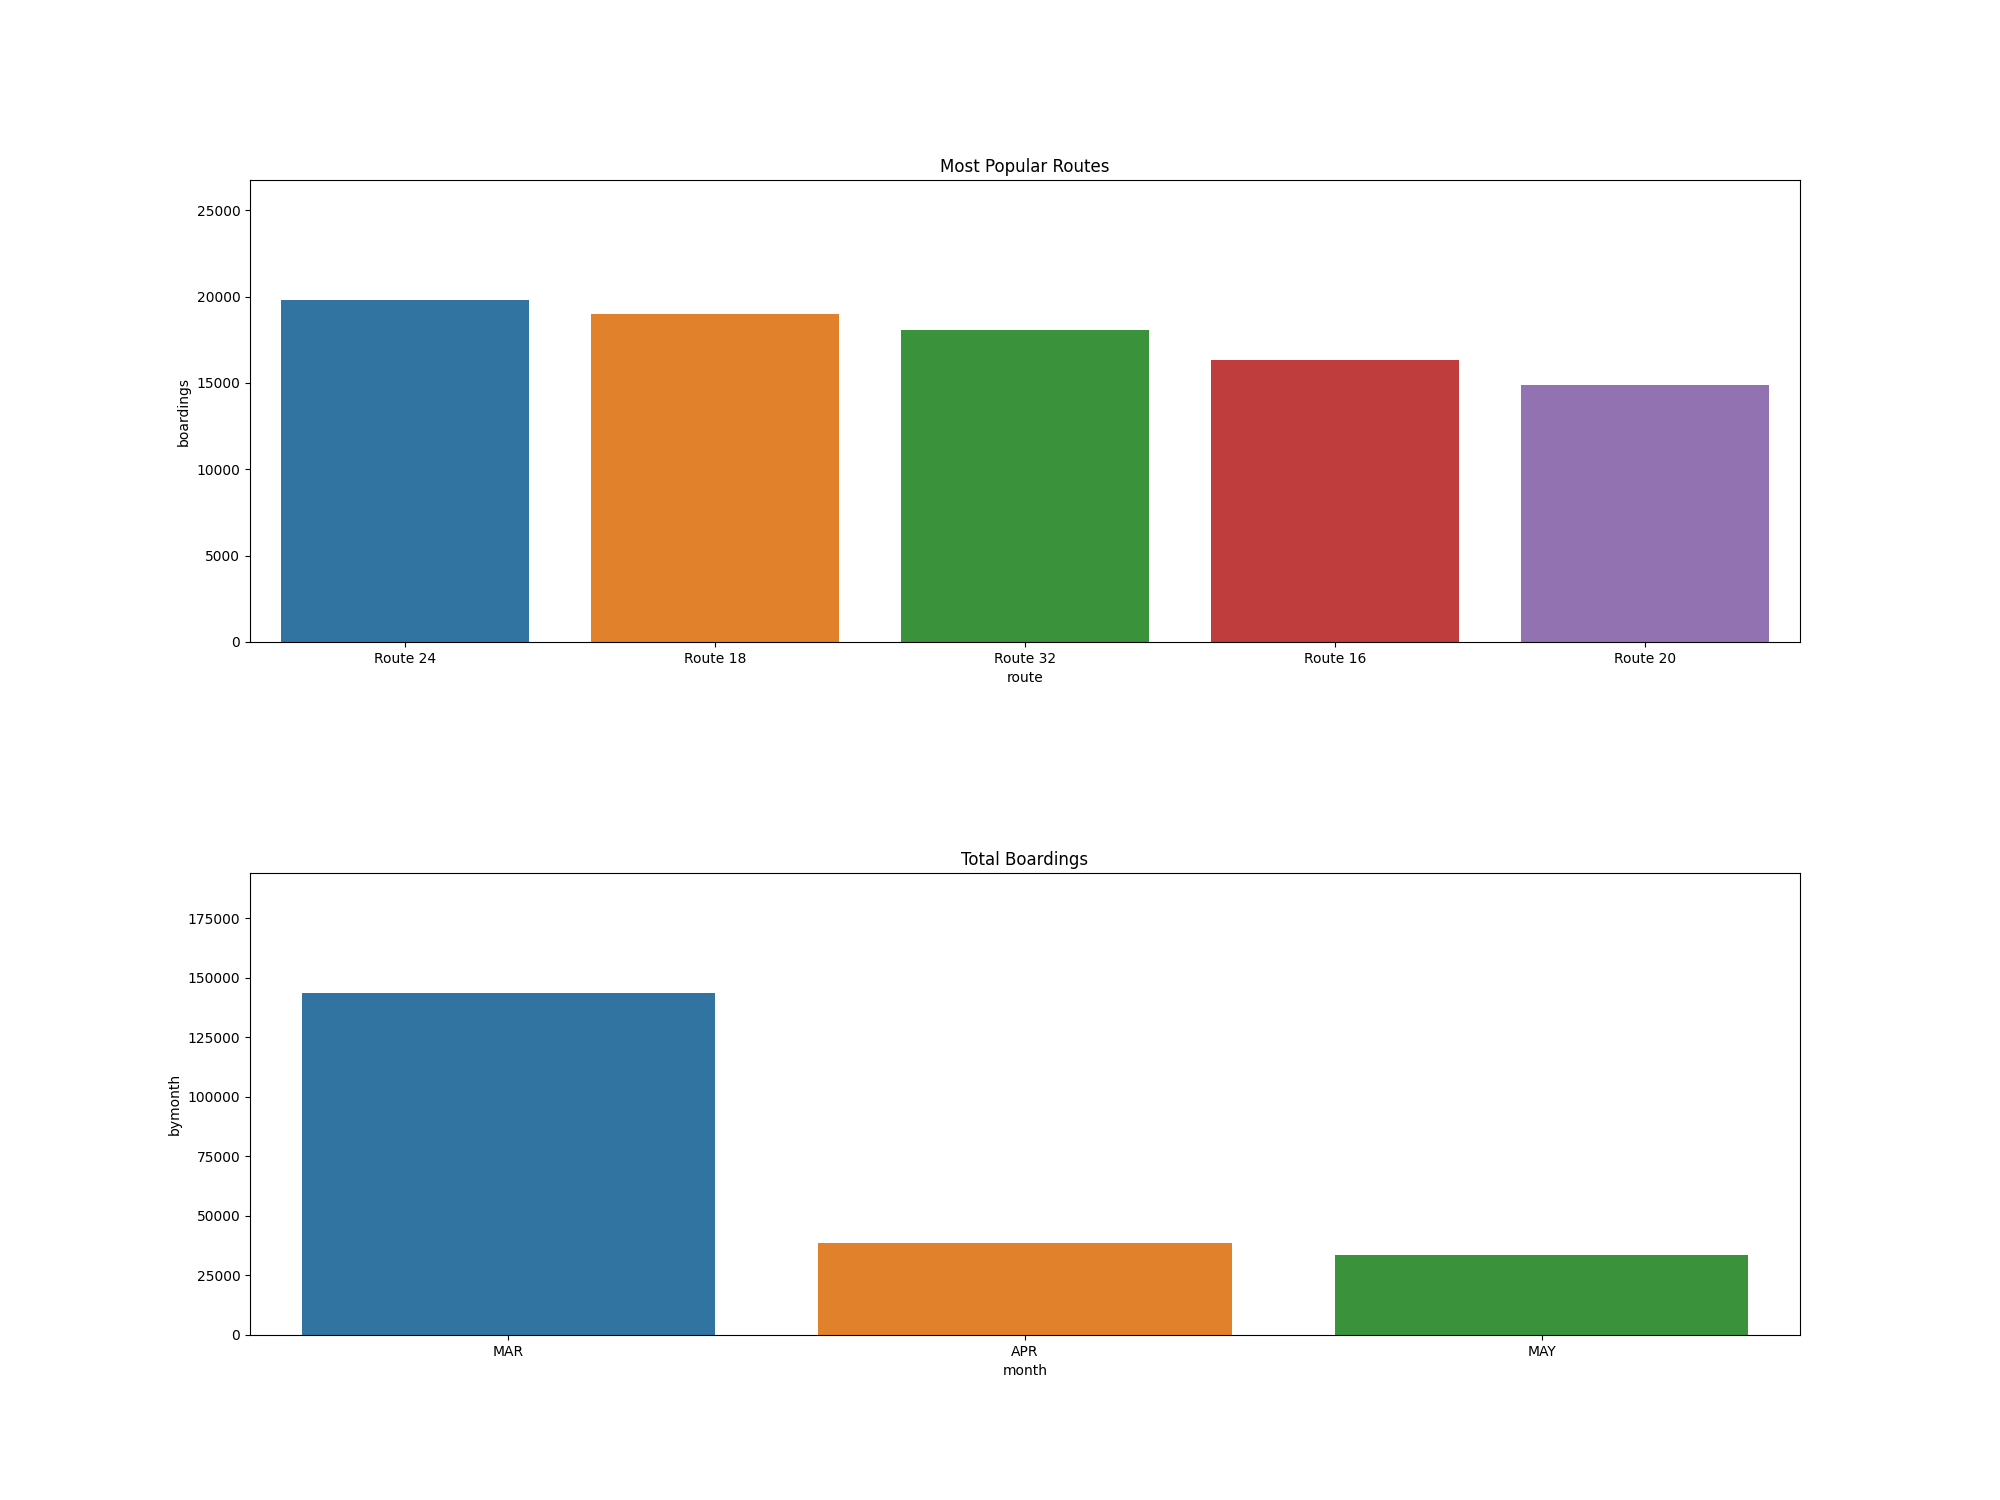 Most Popular Routes
25000
20000
15000
10000
5000
0
boardings
Route 24
Route 18
Route 32
Route 16
Route 20
route
Total Boardings
175000
150000
125000
100000
75000
50000
25000
0
bymonth
MAR
APR
MAY
month